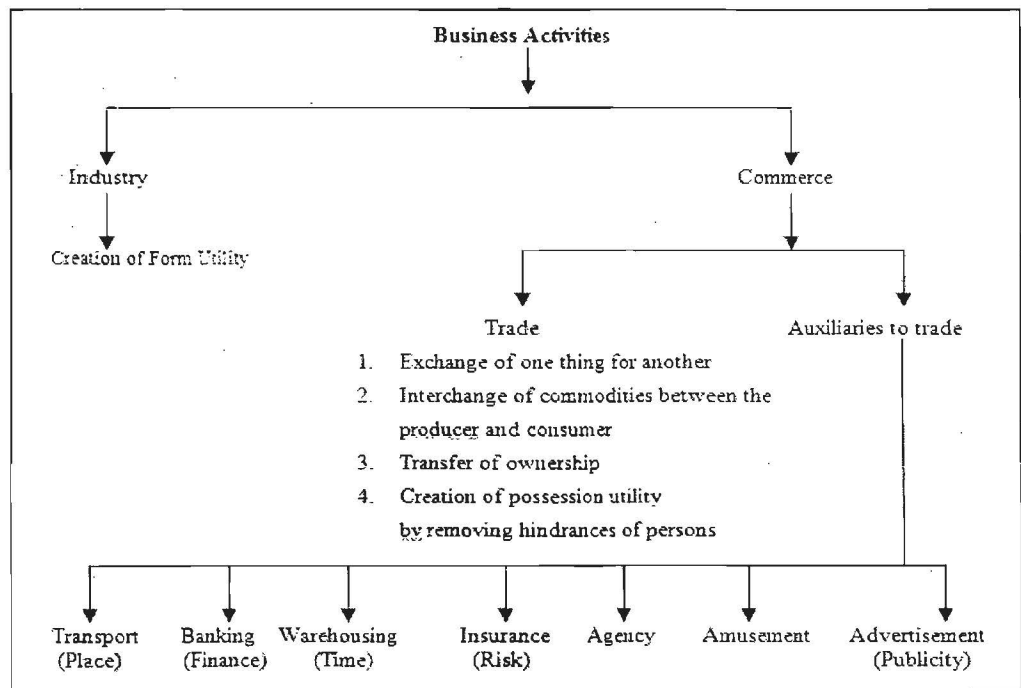 Business Activities
Industry
Commerce
Creation of Form Utility
Trade
Auxiliaries to trade
1. Exchange of one thing for another
2. Interchange of commodities between the
producer and consumer
3. Transfer of ownership
4. Creation of possession utility
by removing hindrances of persons
Transport Banking Warehousing Insurance Agency Amusement Advertisement
(Place) (Finance) (Time) (Risk) (Publicity)